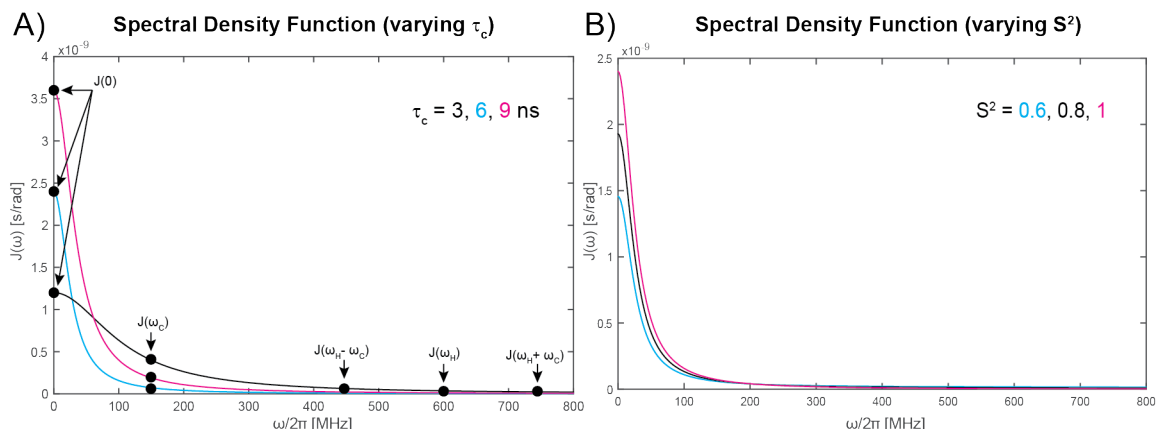 A) Spectral Density Function (varying τc)
x10⁻⁹
4
3.5
3
2.5
2
1.5
1
0.5
0
J(ω) [s/rad]
J(0)
τc = 3, 6, 9 ns
J(ωC)
J(ωH- ωC)
J(ωH)
J(ωH+ ωC)
0 100 200 300 400 500 600 700 800
ω/2π [MHz]
B) Spectral Density Function (varying S²)
x10⁻⁹
2.5
2
1.5
1
0.5
0
J(ω) [s/rad]
S² = 0.6, 0.8, 1
0 100 200 300 400 500 600 700 800
ω/2π [MHz]